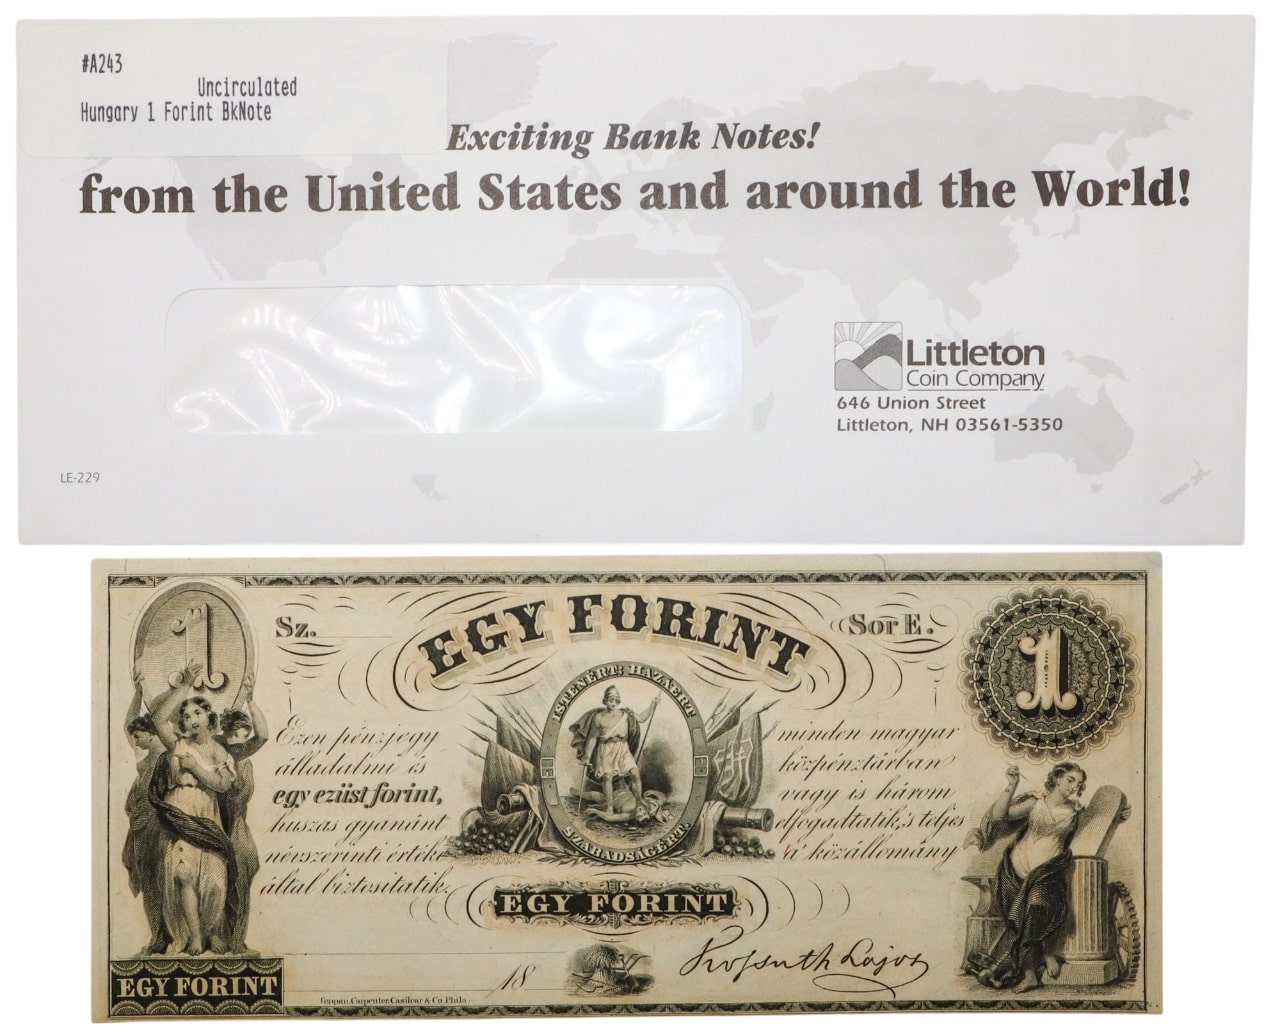 #A243
Uncirculated
Hungary 1 Forint BkNote
Exciting Bank Notes!
from the United States and around the World!
Littleton
Coin Company
646 Union Street
Littleton, NH 03561-5350
LE-229
1
Sz.
EGY FORINT
Sor E.
1
ISTENÉRT, HAZÁÉRT
SZABADSÁGÉRT.
Ezen pénzjegy
álladalmi és
egy ezüst forint,
huszas gyanánt
névszerinti értéke
által biztosítatik.
minden magyar
közpénztárban
vagy is három
elfogadtatik, s teljes
a' közállomány
EGY FORINT
18
Kossuth Lajos
EGY FORINT
Toppan, Carpenter, Casilear & Co. Phila